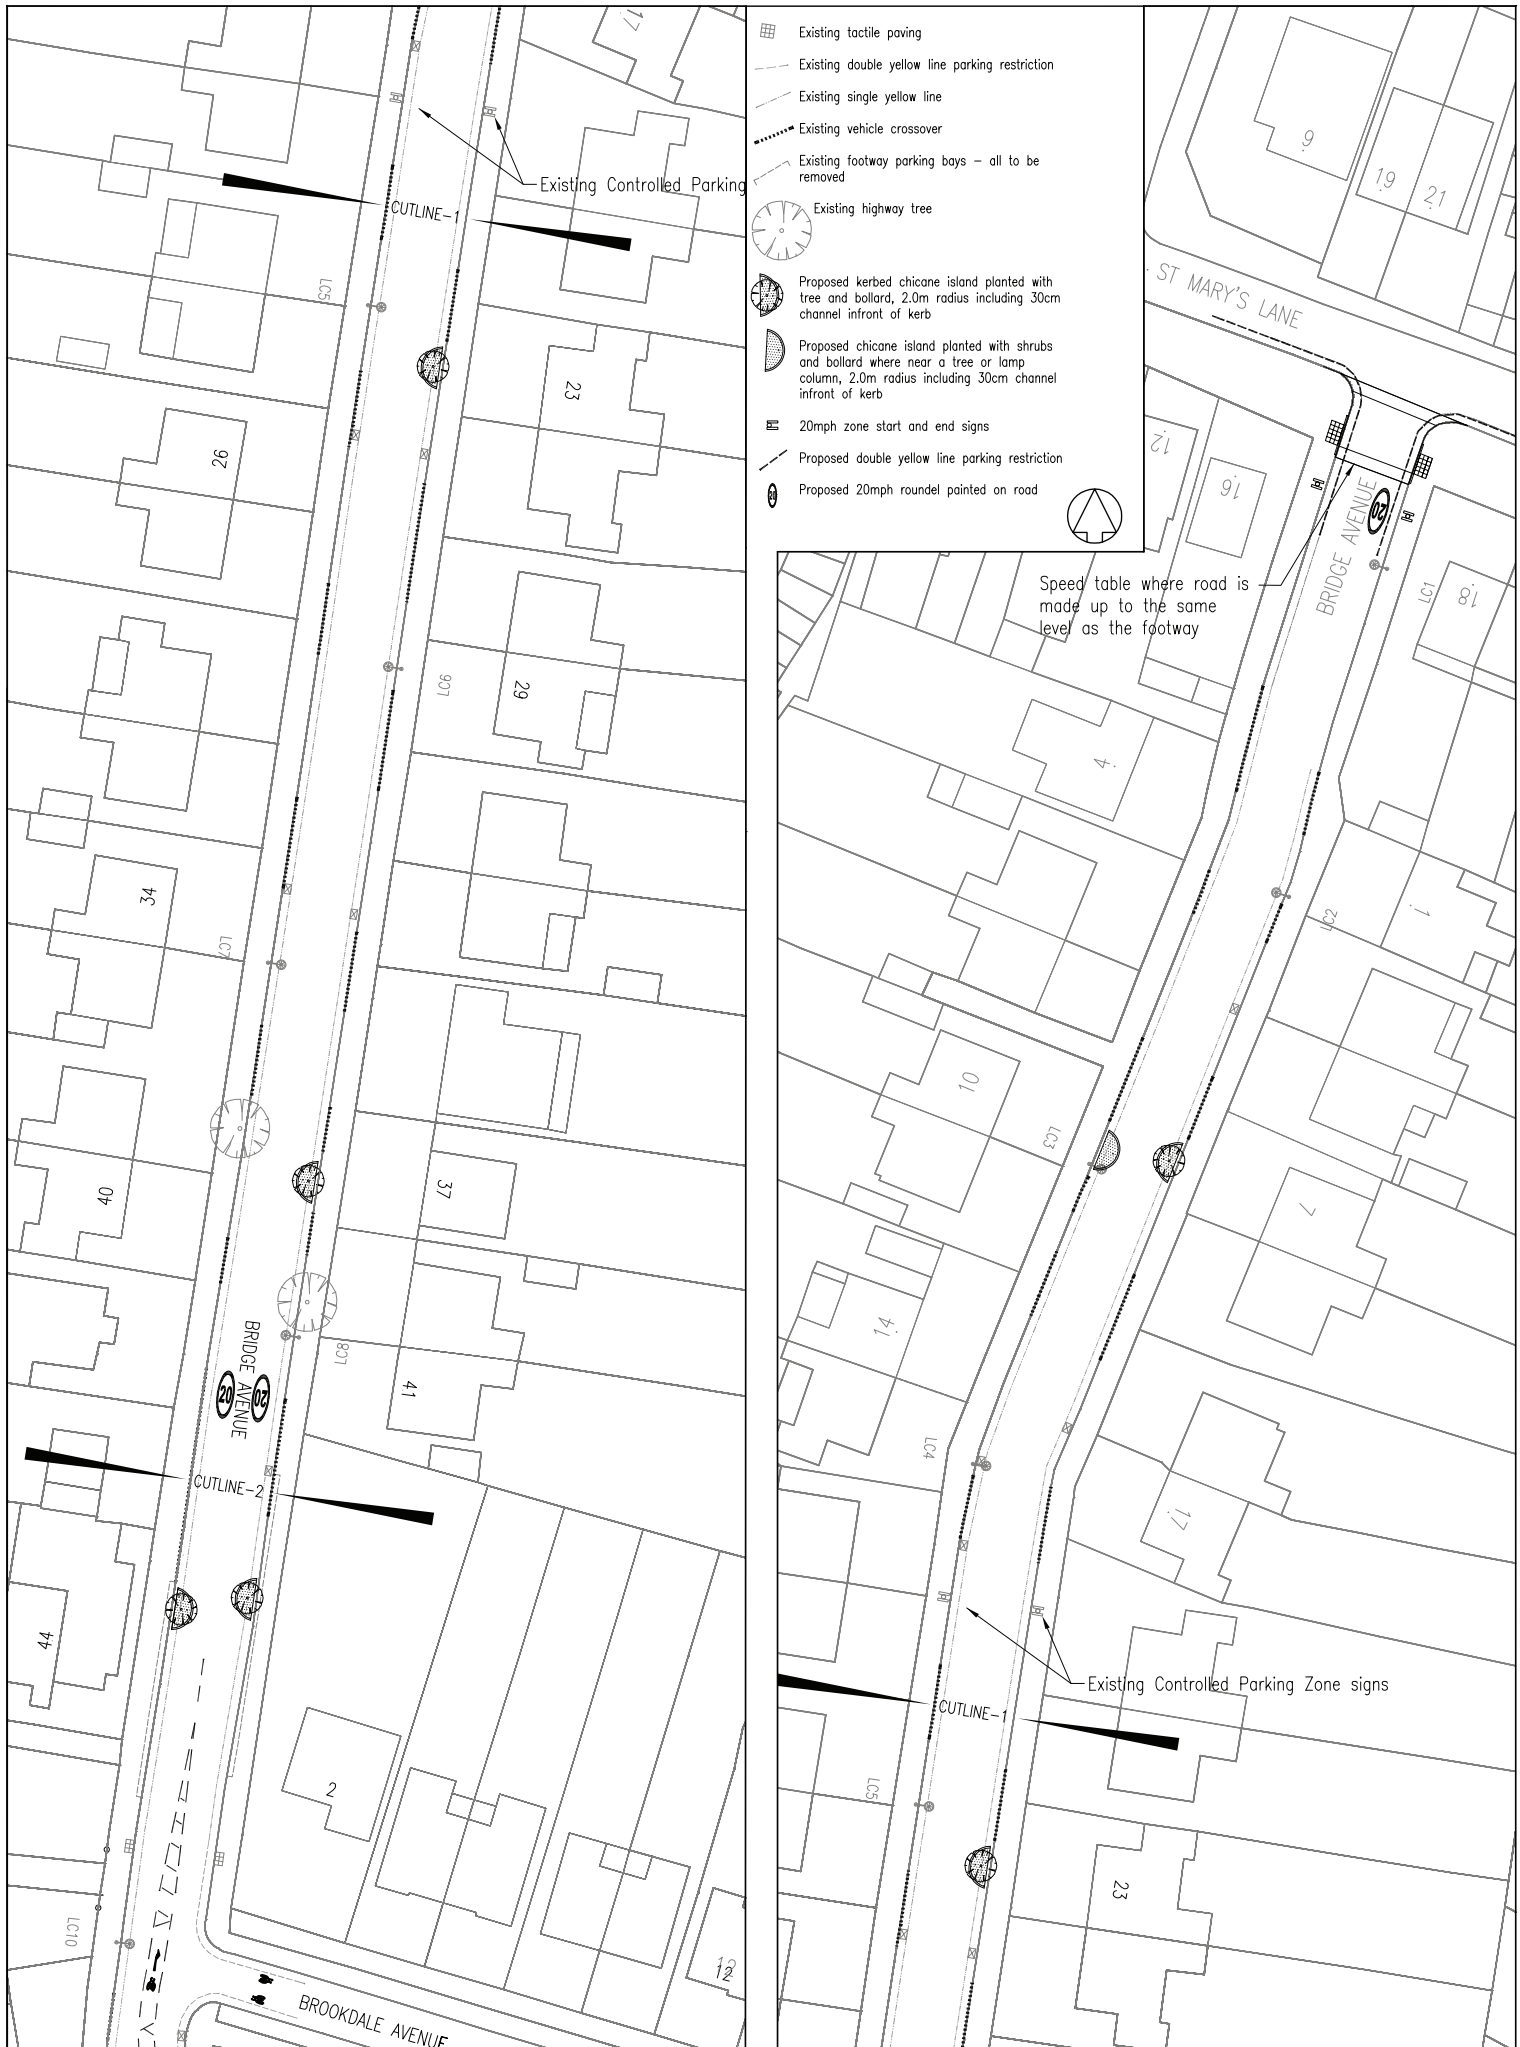 17
Existing Controlled Parking
CUTLINE-1
LC5
23
26
LC6
29
34
LC7
40
37
LC8
41
BRIDGE AVENUE
20
20
CUTLINE-2
44
2
LC10
12
12
BROOKDALE AVENUE
Existing tactile paving
Existing double yellow line parking restriction
Existing single yellow line
Existing vehicle crossover
Existing footway parking bays – all to be
removed
Existing highway tree
Proposed kerbed chicane island planted with
tree and bollard, 2.0m radius including 30cm
channel infront of kerb
Proposed chicane island planted with shrubs
and bollard where near a tree or lamp
column, 2.0m radius including 30cm channel
infront of kerb
20mph zone start and end signs
Proposed double yellow line parking restriction
20
Proposed 20mph roundel painted on road
9
19
21
ST MARY'S LANE
12
16
20
BRIDGE AVENUE
LC1
18
Speed table where road is
made up to the same
level as the footway
4
1
LC2
10
LC3
7
14
LC4
17
Existing Controlled Parking Zone signs
CUTLINE-1
LC5
23